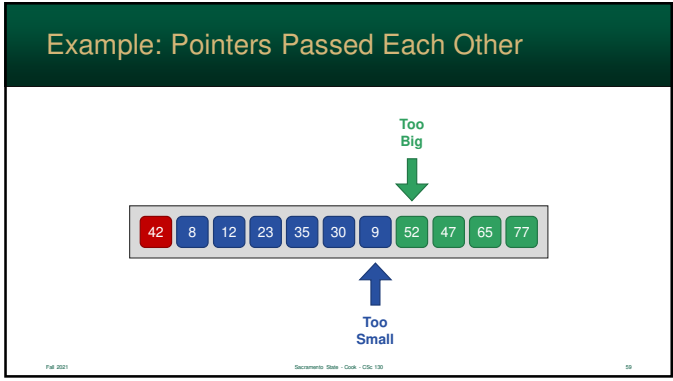 Example: Pointers Passed Each Other
Too
Big
42 8 12 23 35 30 9 52 47 65 77
Too
Small
Fall 2021 Sacramento State - Cook - CSc 130 59